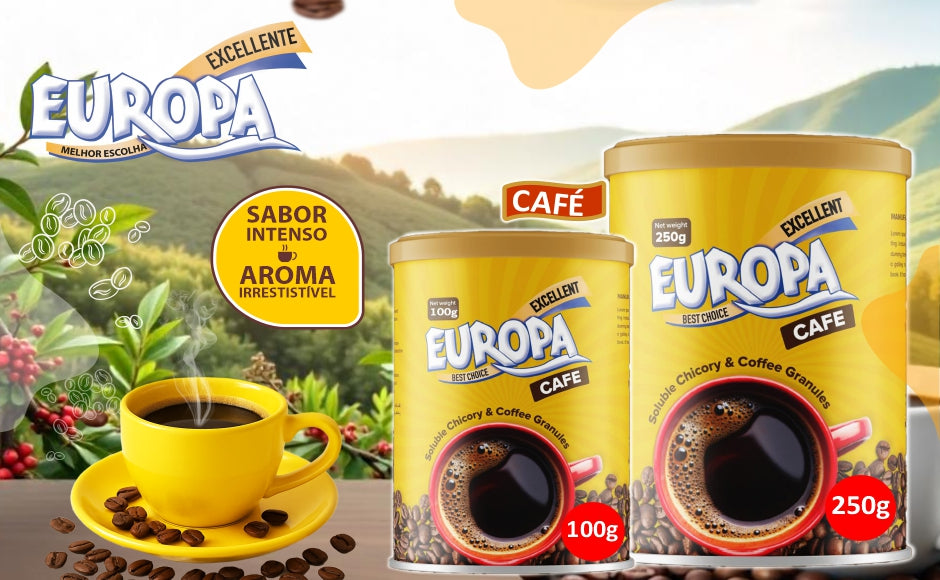 EXCELLENTE
EUROPA
MELHOR ESCOLHA
SABOR
INTENSO
AROMA
IRRESTISTÍVEL
CAFÉ
Net weight
100g
EXCELLENT
EUROPA
BEST CHOICE
CAFE
Soluble Chicory & Coffee Granules
100g
Net weight
250g
EXCELLENT
EUROPA
BEST CHOICE
CAFE
Soluble Chicory & Coffee Granules
250g